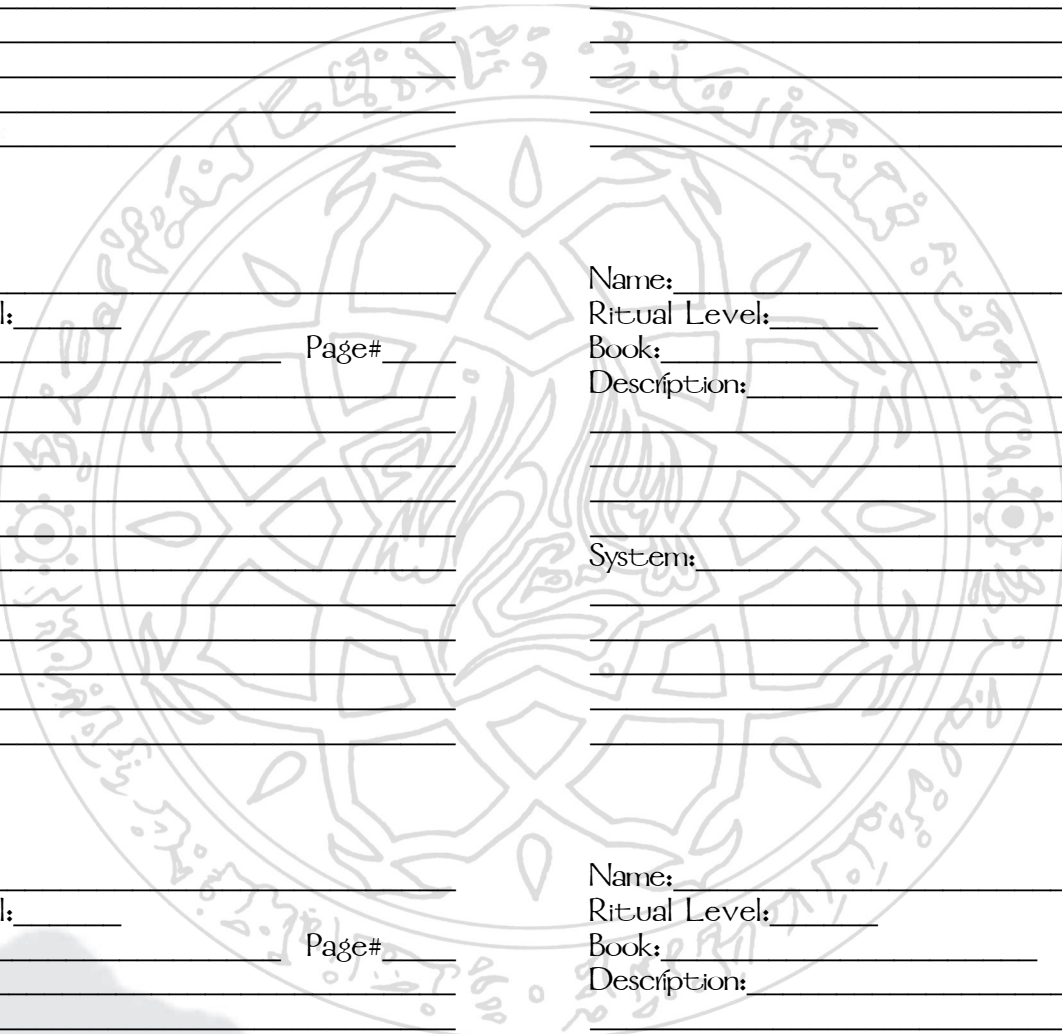 Name:
l:
Ritual Level:
Page#
Book:
Description:
System:
Name:
l:
Ritual Level:
Page#
Book:
Description: